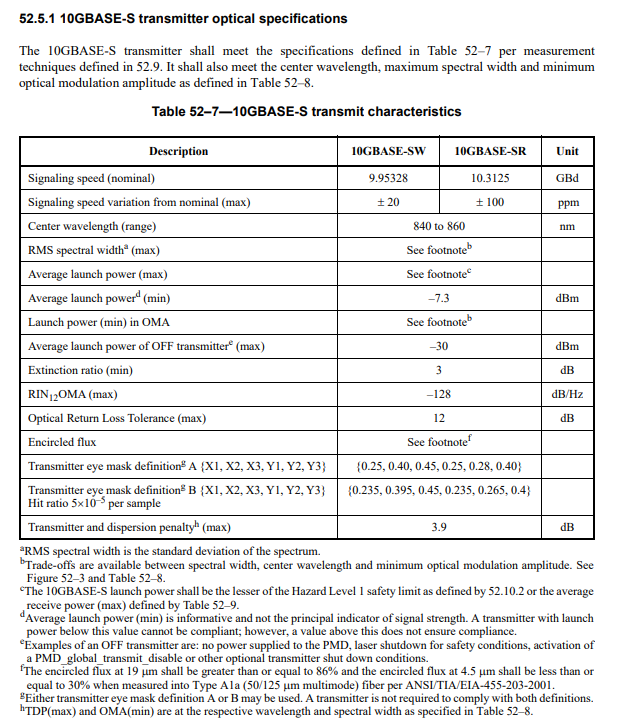 52.5.1 10GBASE-S transmitter optical specifications
The 10GBASE-S transmitter shall meet the specifications defined in Table 52–7 per measurement
techniques defined in 52.9. It shall also meet the center wavelength, maximum spectral width and minimum
optical modulation amplitude as defined in Table 52–8.
Table 52–7—10GBASE-S transmit characteristics
Description 10GBASE-SW 10GBASE-SR Unit
Signaling speed (nominal) 9.95328 10.3125 GBd
Signaling speed variation from nominal (max) ± 20 ± 100 ppm
Center wavelength (range) 840 to 860 nm
RMS spectral widthᵃ (max) See footnoteᵇ
Average launch power (max) See footnoteᶜ
Average launch powerᵈ (min) –7.3 dBm
Launch power (min) in OMA See footnoteᵇ
Average launch power of OFF transmitterᵉ (max) –30 dBm
Extinction ratio (min) 3 dB
RIN₁₂OMA (max) –128 dB/Hz
Optical Return Loss Tolerance (max) 12 dB
Encircled flux See footnoteᶠ
Transmitter eye mask definitionᵍ A {X1, X2, X3, Y1, Y2, Y3} {0.25, 0.40, 0.45, 0.25, 0.28, 0.40}
Transmitter eye mask definitionᵍ B {X1, X2, X3, Y1, Y2, Y3} {0.235, 0.395, 0.45, 0.235, 0.265, 0.4}
Hit ratio 5×10⁻⁵ per sample
Transmitter and dispersion penaltyʰ (max) 3.9 dB
ᵃRMS spectral width is the standard deviation of the spectrum.
ᵇTrade-offs are available between spectral width, center wavelength and minimum optical modulation amplitude. See
Figure 52–3 and Table 52–8.
ᶜThe 10GBASE-S launch power shall be the lesser of the Hazard Level 1 safety limit as defined by 52.10.2 or the average
receive power (max) defined by Table 52–9.
ᵈAverage launch power (min) is informative and not the principal indicator of signal strength. A transmitter with launch
power below this value cannot be compliant; however, a value above this does not ensure compliance.
ᵉExamples of an OFF transmitter are: no power supplied to the PMD, laser shutdown for safety conditions, activation of
a PMD_global_transmit_disable or other optional transmitter shut down conditions.
ᶠThe encircled flux at 19 μm shall be greater than or equal to 86% and the encircled flux at 4.5 μm shall be less than or
equal to 30% when measured into Type A1a (50/125 μm multimode) fiber per ANSI/TIA/EIA-455-203-2001.
ᵍEither transmitter eye mask definition A or B may be used. A transmitter is not required to comply with both definitions.
ʰTDP(max) and OMA(min) are at the respective wavelength and spectral width as specified in Table 52–8.